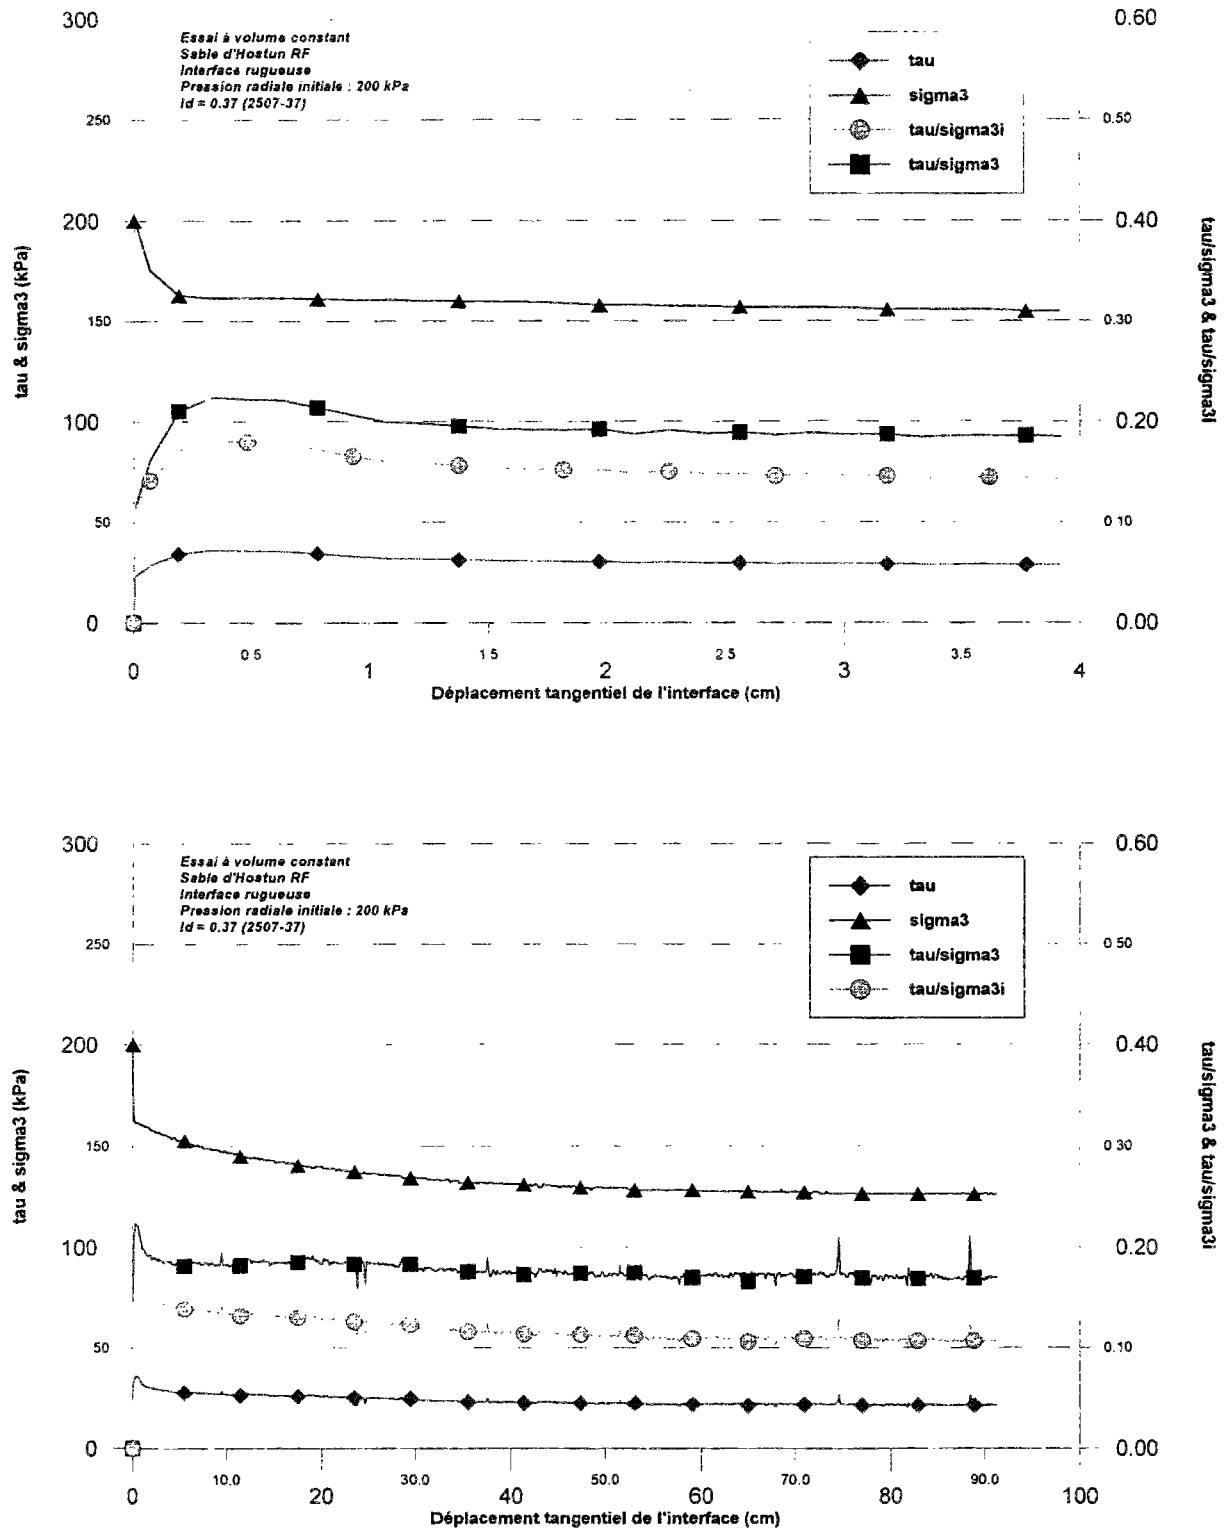 300
0.60
Essai à volume constant
Sable d'Hostun RF
Interface rugueuse
Pression radiale initiale : 200 kPa
Id = 0.37 (2507-37)
tau
sigma3
tau/sigma3i
tau/sigma3
250
0.50
200
0.40
150
0.30
100
0.20
50
0.10
0
0.00
tau & sigma3 (kPa)
tau/sigma3 & tau/sigma3i
0
0.5
1
1.5
2
2.5
3
3.5
4
Déplacement tangentiel de l'interface (cm)
300
0.60
Essai à volume constant
Sable d'Hostun RF
Interface rugueuse
Pression radiale initiale : 200 kPa
Id = 0.37 (2507-37)
tau
sigma3
tau/sigma3
tau/sigma3i
250
0.50
200
0.40
150
0.30
100
0.20
50
0.10
0
0.00
tau & sigma3 (kPa)
tau/sigma3 & tau/sigma3i
0
10.0
20
30.0
40
50.0
60
70.0
80
90.0
100
Déplacement tangentiel de l'interface (cm)